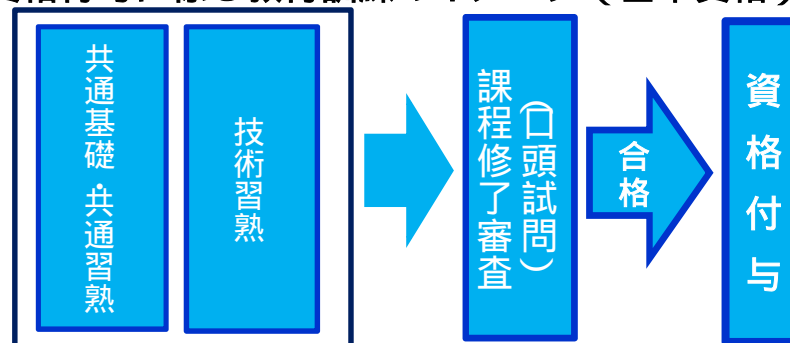 共通基礎・共通習熟
技術習熟
課程修了審査
(口頭試問)
合格
資格付与